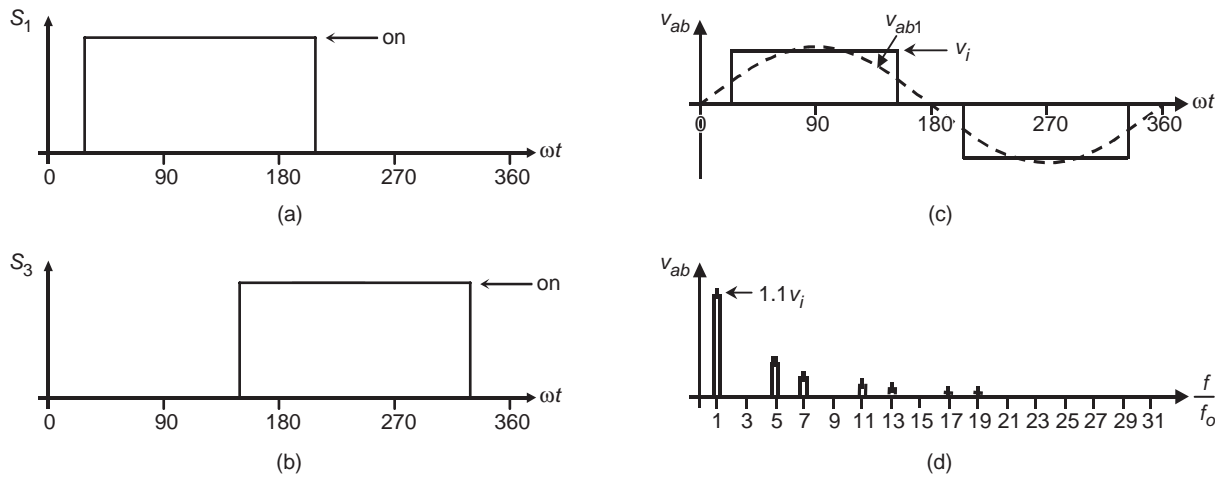 S1
on
ωt
0 90 180 270 360
(a)
S3
on
ωt
0 90 180 270 360
(b)
vab
vab1
vi
ωt
0 90 180 270 360
(c)
vab
1.1vi
f
fo
1 3 5 7 9 11 13 15 17 19 21 23 25 27 29 31
(d)